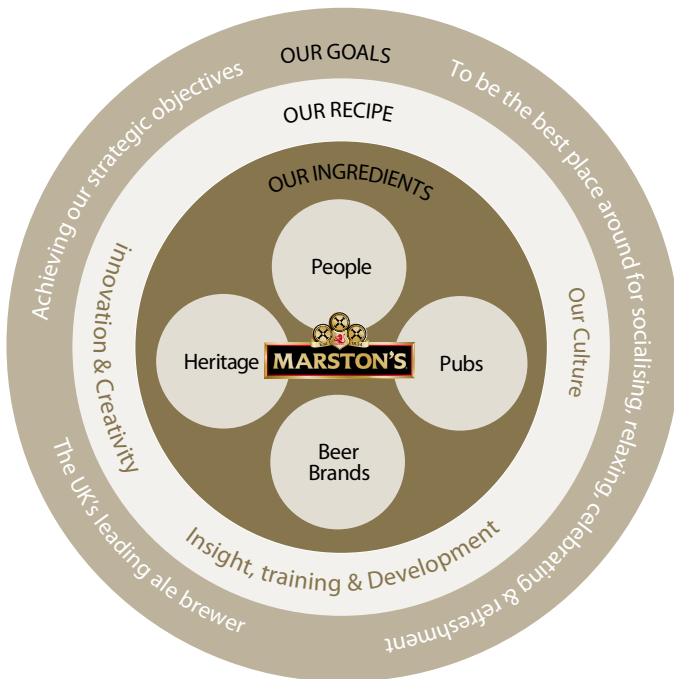 OUR GOALS
To be the best place around for socialising, relaxing, celebrating & refreshment
The UK's leading ale brewer
Achieving our strategic objectives
OUR RECIPE
Our Culture
Insight, training & Development
innovation & Creativity
OUR INGREDIENTS
People
Heritage
MARSTON'S
Pubs
Beer
Brands